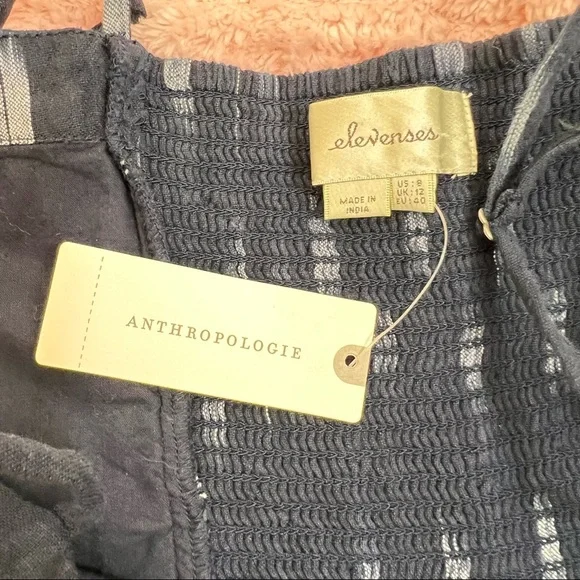 elevenses
MADE IN
INDIA
US: 8
UK: 12
EU: 40
ANTHROPOLOGIE